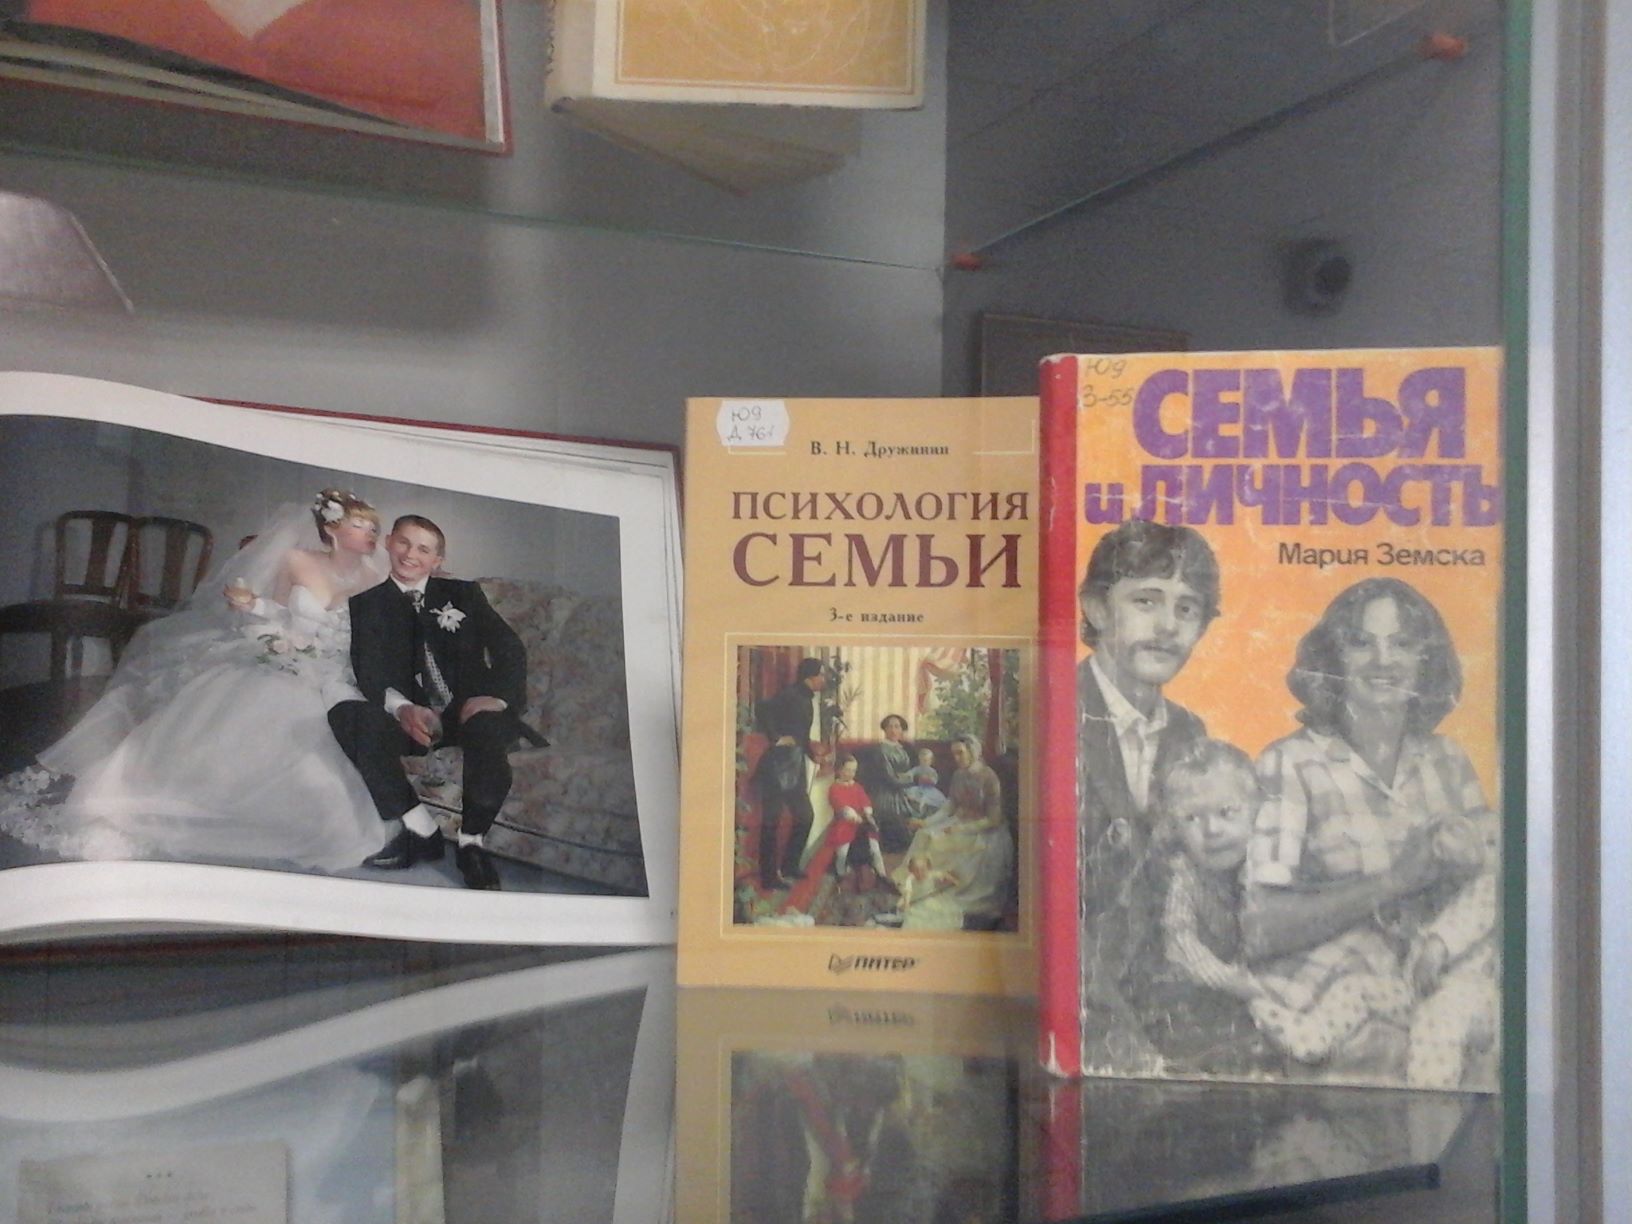 Ю9
Д 761
В. Н. Дружинин
ПСИХОЛОГИЯ
СЕМЬИ
3-е издание
ПИТЕР
Ю9
З-55
СЕМЬЯ
и ЛИЧНОСТЬ
Мария Земска
* * *